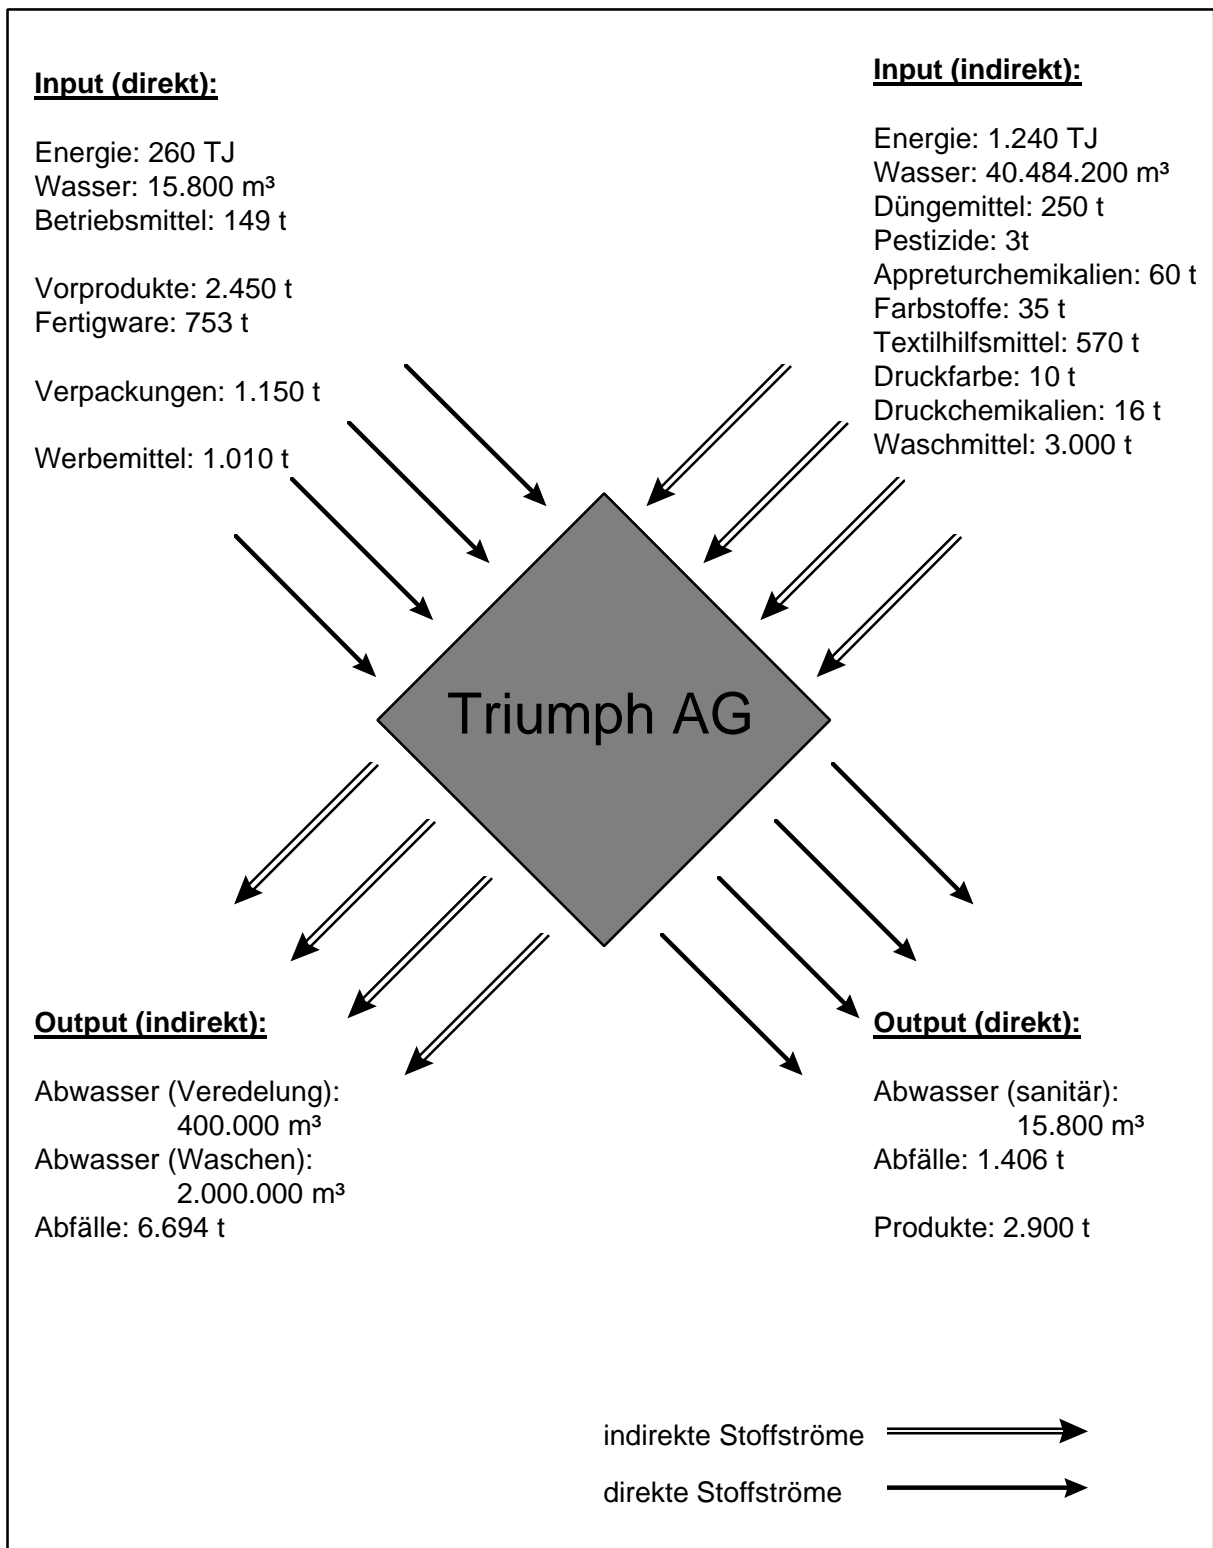 Input (direkt):
Energie: 260 TJ
Wasser: 15.800 m³
Betriebsmittel: 149 t
Vorprodukte: 2.450 t
Fertigware: 753 t
Verpackungen: 1.150 t
Werbemittel: 1.010 t
Input (indirekt):
Energie: 1.240 TJ
Wasser: 40.484.200 m³
Düngemittel: 250 t
Pestizide: 3t
Appreturchemikalien: 60 t
Farbstoffe: 35 t
Textilhilfsmittel: 570 t
Druckfarbe: 10 t
Druckchemikalien: 16 t
Waschmittel: 3.000 t
Triumph AG
Output (indirekt):
Abwasser (Veredelung):
400.000 m³
Abwasser (Waschen):
2.000.000 m³
Abfälle: 6.694 t
Output (direkt):
Abwasser (sanitär):
15.800 m³
Abfälle: 1.406 t
Produkte: 2.900 t
indirekte Stoffströme
direkte Stoffströme